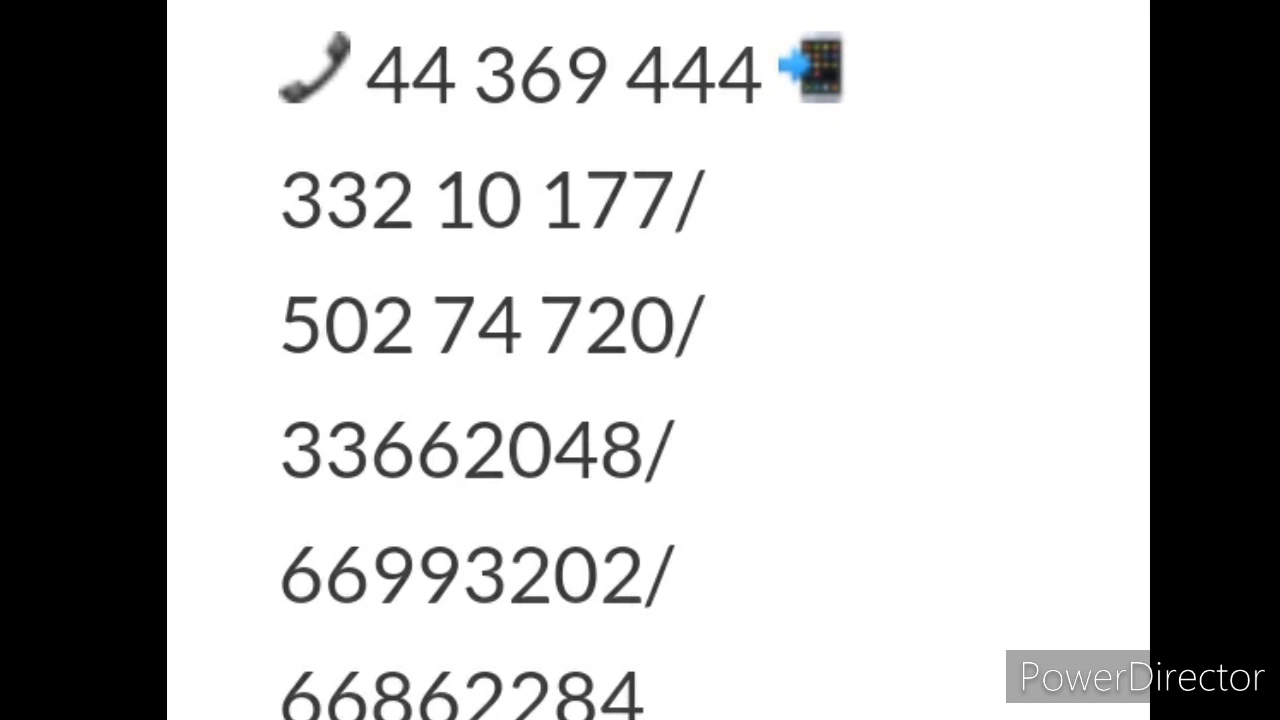 📞 44 369 444 📲
332 10 177/
502 74 720/
33662048/
66993202/
66862284
PowerDirector